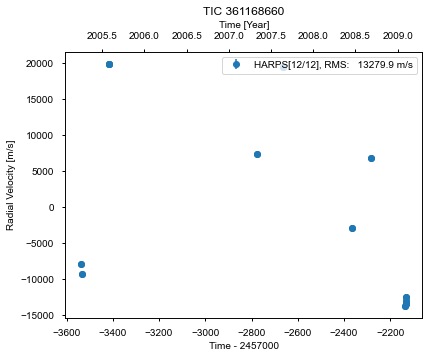 TIC 361168660
Time [Year]
2005.5 2006.0 2006.5 2007.0 2007.5 2008.0 2008.5 2009.0
HARPS[12/12], RMS: 13279.9 m/s
20000
15000
10000
5000
0
−5000
−10000
−15000
Radial Velocity [m/s]
−3600 −3400 −3200 −3000 −2800 −2600 −2400 −2200
Time - 2457000